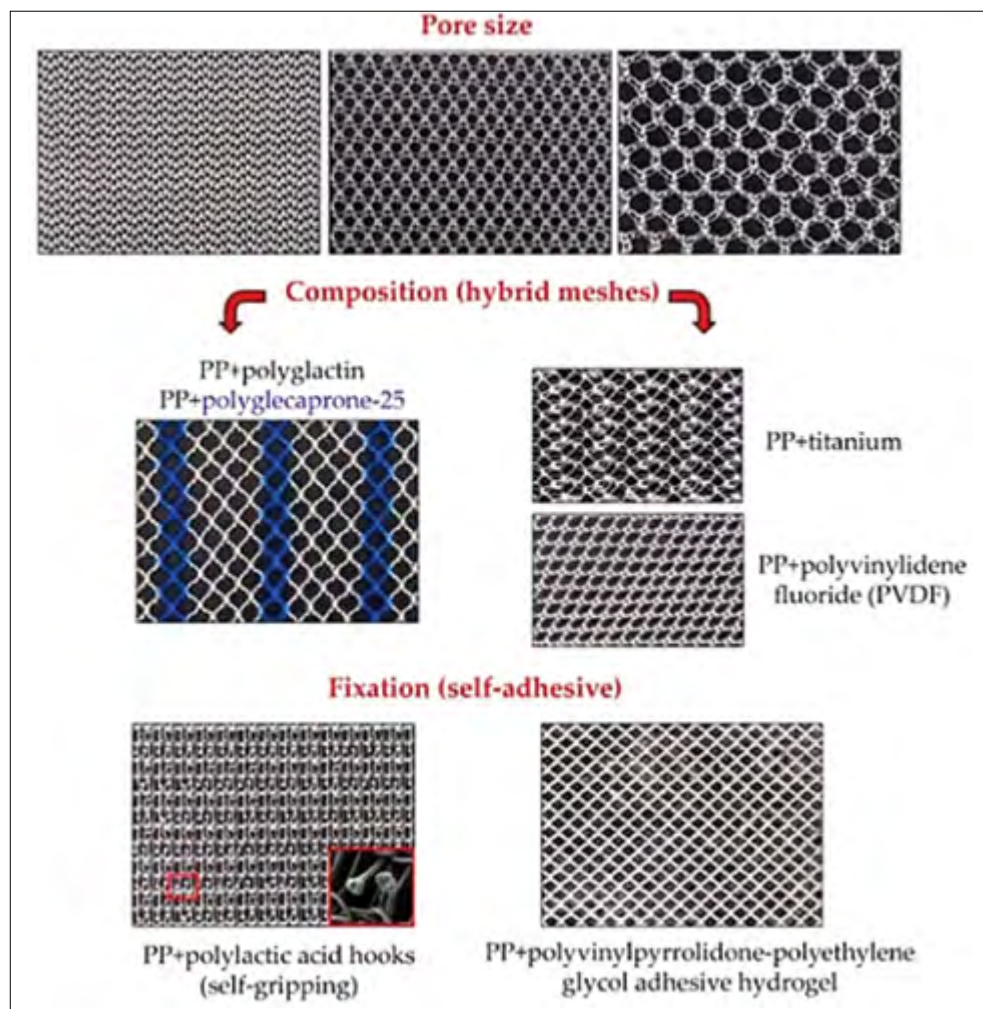 Pore size
Composition (hybrid meshes)
PP+polyglactin
PP+polyglecaprone-25
PP+titanium
PP+polyvinylidene
fluoride (PVDF)
Fixation (self-adhesive)
PP+polylactic acid hooks
(self-gripping)
PP+polyvinylpyrrolidone-polyethylene
glycol adhesive hydrogel